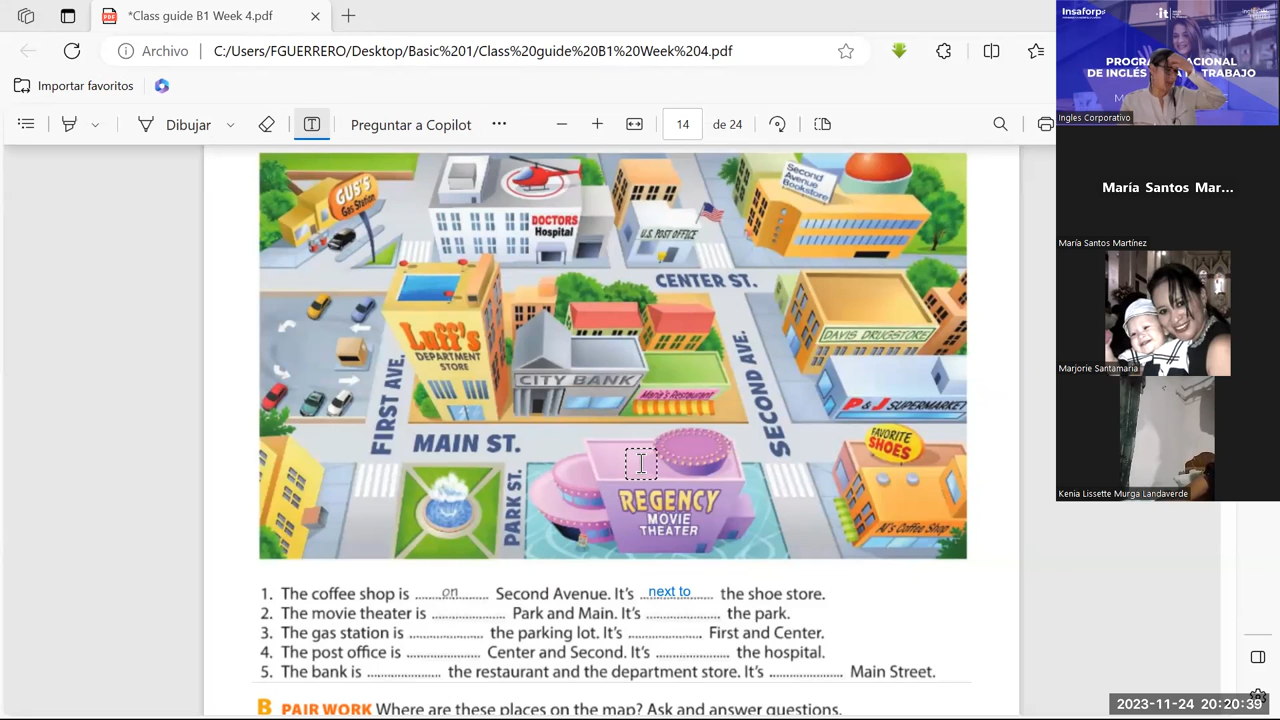 *Class guide B1 Week 4.pdf
Archivo
C:/Users/FGUERRERO/Desktop/Basic%201/Class%20guide%20B1%20Week%204.pdf
Importar favoritos
Dibujar
Preguntar a Copilot
14
de 24
GUS'S
Gas Station
DOCTORS
Hospital
U.S. POST OFFICE
Second
Avenue
Bookstore
CENTER ST.
Luff's
DEPARTMENT
STORE
CITY BANK
Maria's Restaurant
DAVIS DRUGSTORE
P & J SUPERMARKET
FIRST AVE.
SECOND AVE.
MAIN ST.
PARK ST.
FAVORITE
SHOES
REGENCY
MOVIE
THEATER
Al's Coffee Shop
1. The coffee shop is ....on.... Second Avenue. It's ..next to.. the shoe store.
2. The movie theater is .................... Park and Main. It's .................... the park.
3. The gas station is .................... the parking lot. It's .................... First and Center.
4. The post office is .................... Center and Second. It's .................... the hospital.
5. The bank is .................... the restaurant and the department store. It's .................... Main Street.
B PAIR WORK Where are these places on the map? Ask and answer questions.
Insaforp
it
DE INGLÉS
TRABAJO
Ingles Corporativo
María Santos Mar...
María Santos Martínez
Marjorie Santamaria
Kenia Lissette Murga Landaverde
2023-11-24 20:20:39